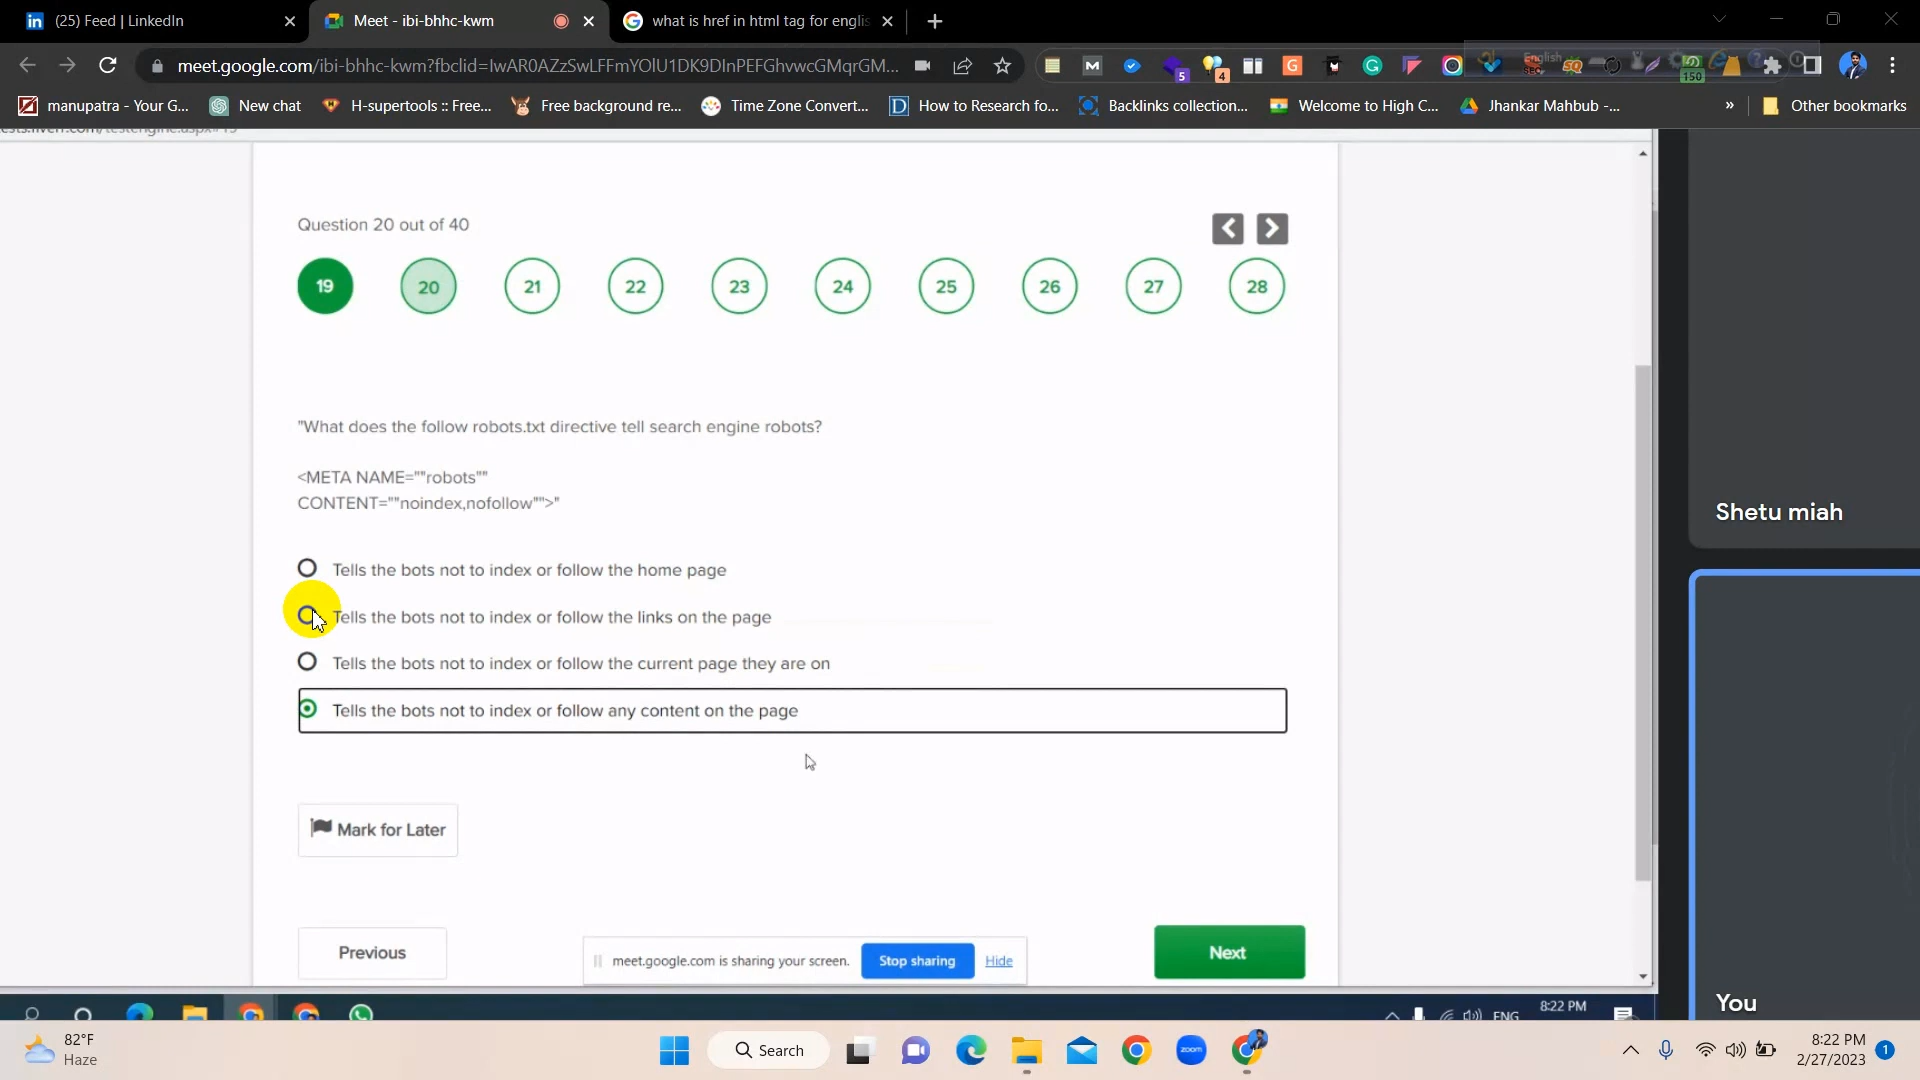 (25) Feed | LinkedIn
Meet - ibi-bhhc-kwm
what is href in html tag for englis
meet.google.com/ibi-bhhc-kwm?fbclid=IwAR0AZzSwLFFmYOlU1DK9DInPEFGhvwcGMqrGM...
5
4
English
SEO
150
manupatra - Your G...
New chat
H-supertools :: Free...
Free background re...
Time Zone Convert...
How to Research fo...
Backlinks collection...
Welcome to High C...
Jhankar Mahbub -...
»
Other bookmarks
Question 20 out of 40
19
20
21
22
23
24
25
26
27
28
"What does the follow robots.txt directive tell search engine robots?
<META NAME=""robots""
CONTENT=""noindex,nofollow"">"
Tells the bots not to index or follow the home page
Tells the bots not to index or follow the links on the page
Tells the bots not to index or follow the current page they are on
Tells the bots not to index or follow any content on the page
Mark for Later
Previous
meet.google.com is sharing your screen.
Stop sharing
Hide
Next
Shetu miah
You
ENG
8:22 PM
82°F
Haze
Search
zoom
8:22 PM
2/27/2023
1